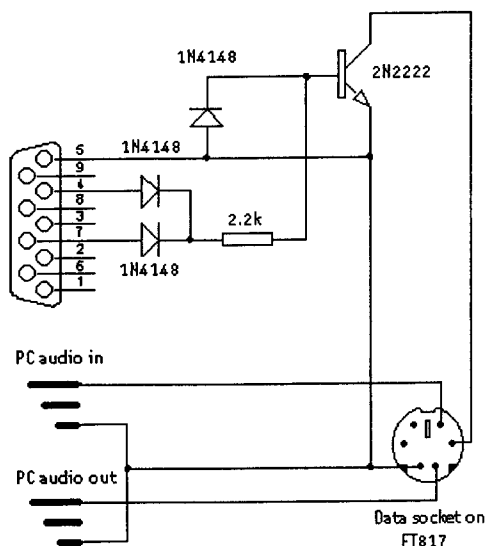 1N4148
2N2222
5
1N4148
9
4
8
3
7
2.2k
2
6
1N4148
1
PC audio in
PC audio out
Data socket on
FT817